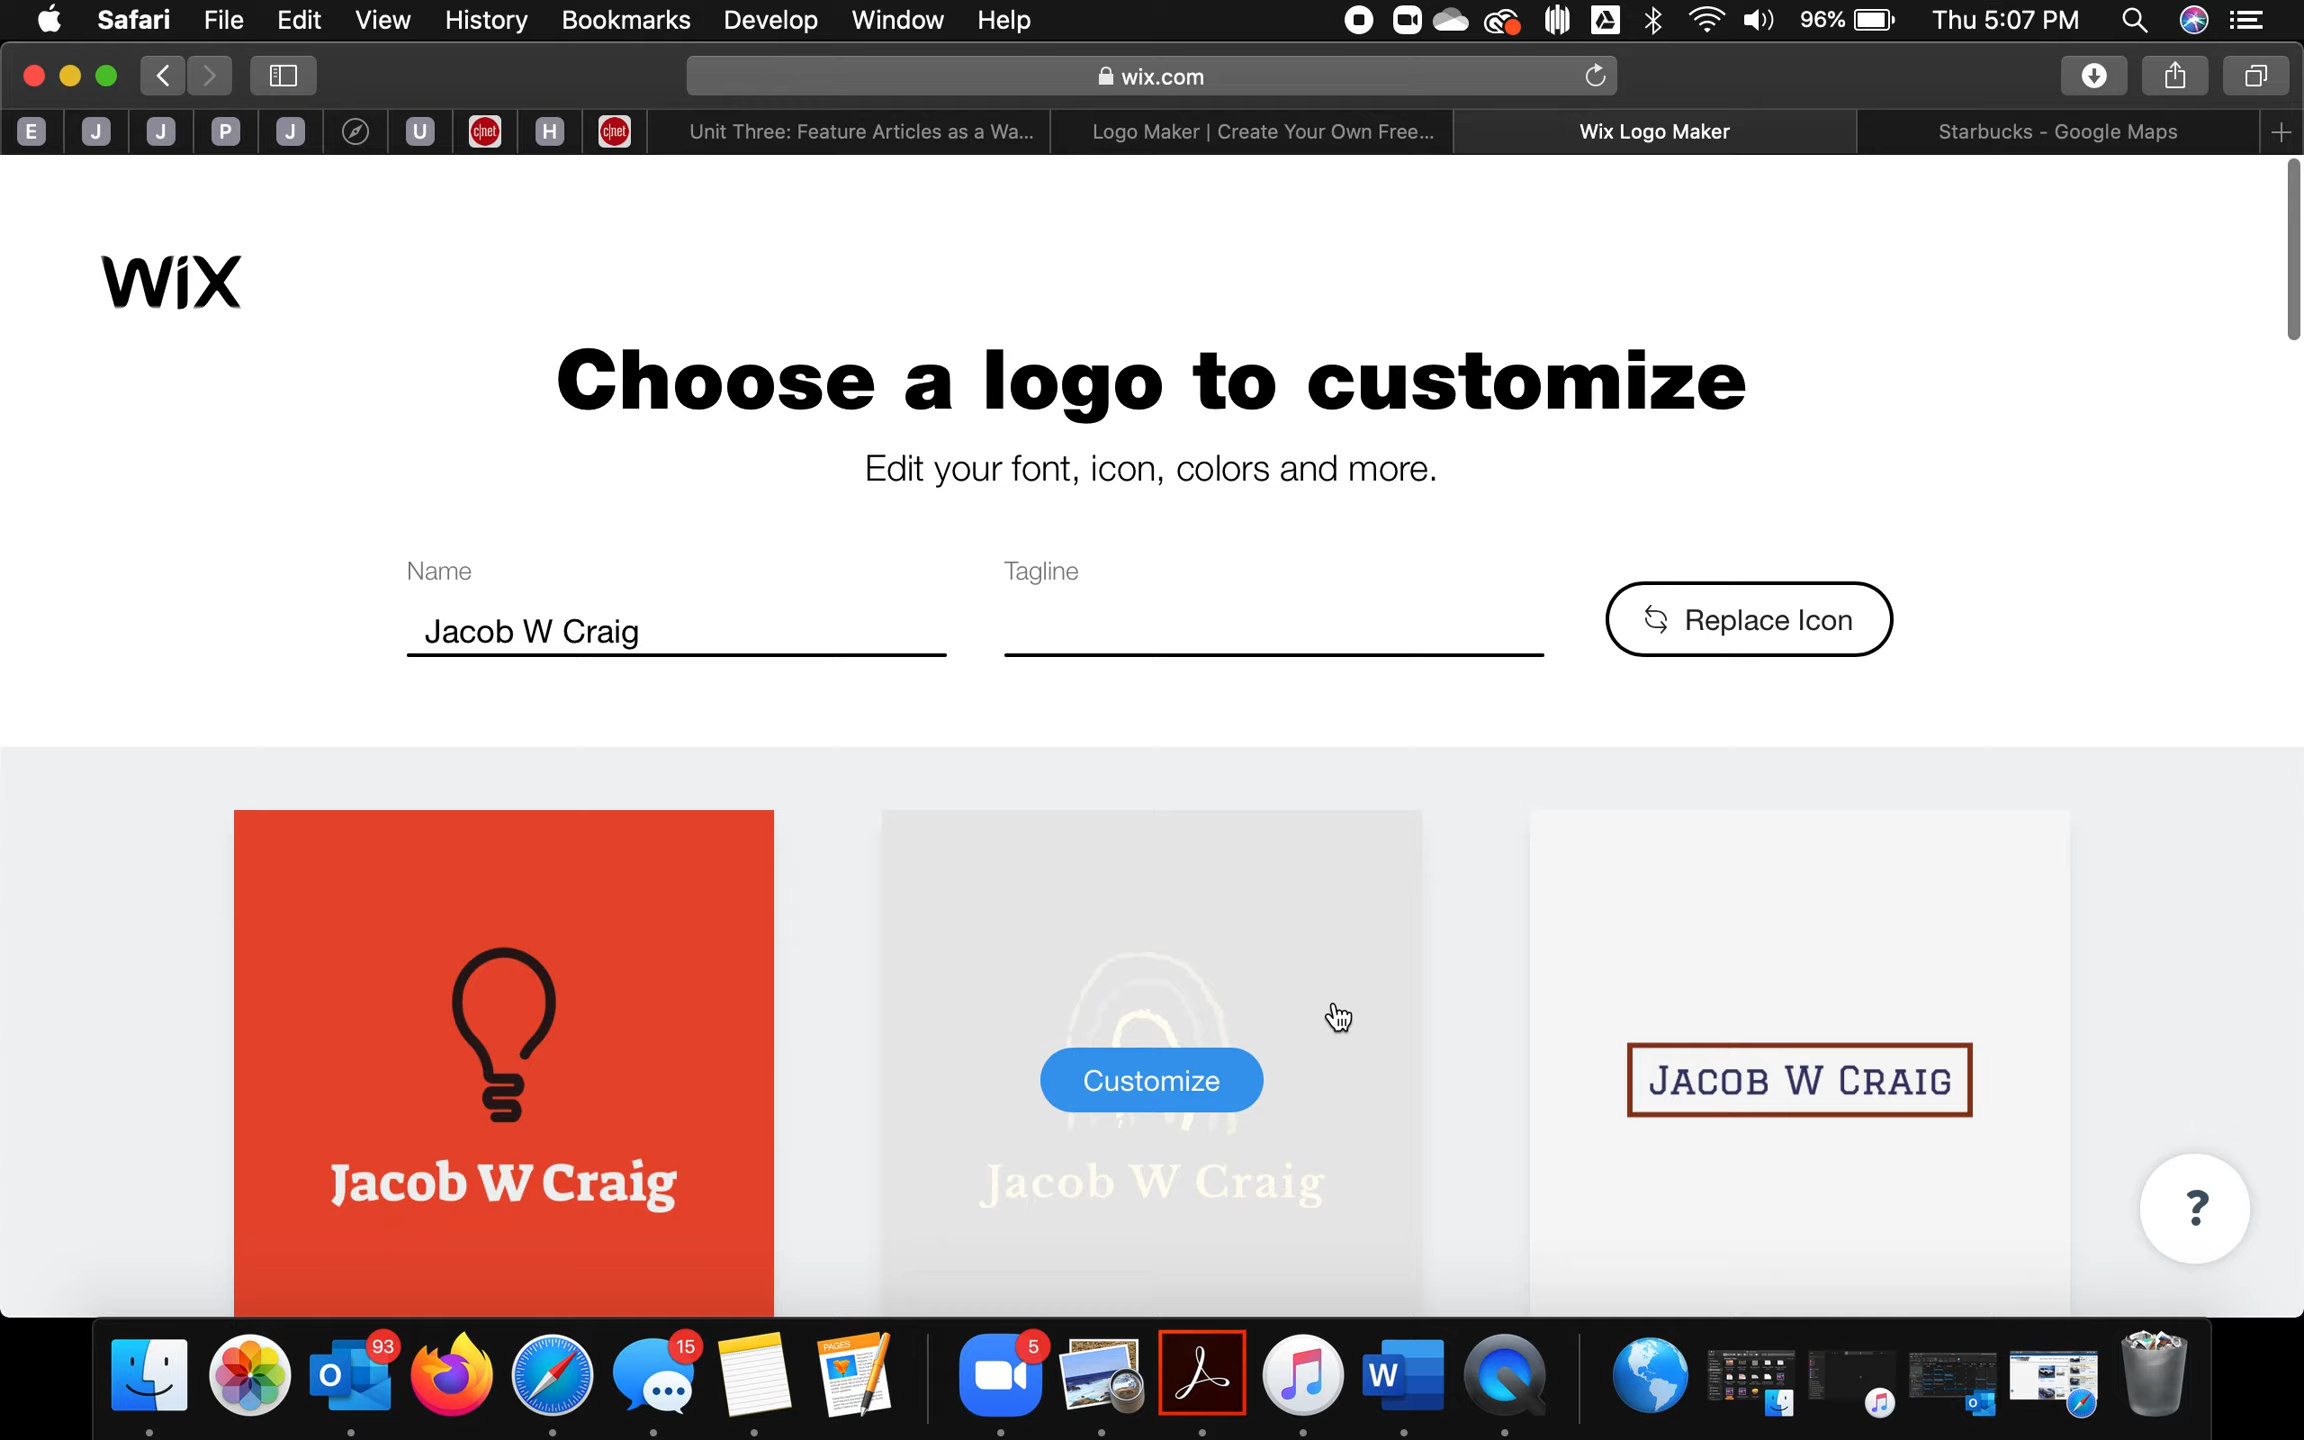 Safari File Edit View History Bookmarks Develop Window Help 96% Thu 5:07 PM
wix.com
E J J P J U c|net H c|net Unit Three: Feature Articles as a Wa... Logo Maker | Create Your Own Free... Wix Logo Maker Starbucks - Google Maps
WiX
Choose a logo to customize
Edit your font, icon, colors and more.
Name Tagline
Jacob W Craig Replace Icon
Customize
Jacob W Craig
Jacob W Craig
Jacob W Craig
?
93 15 PAGES 5
O W